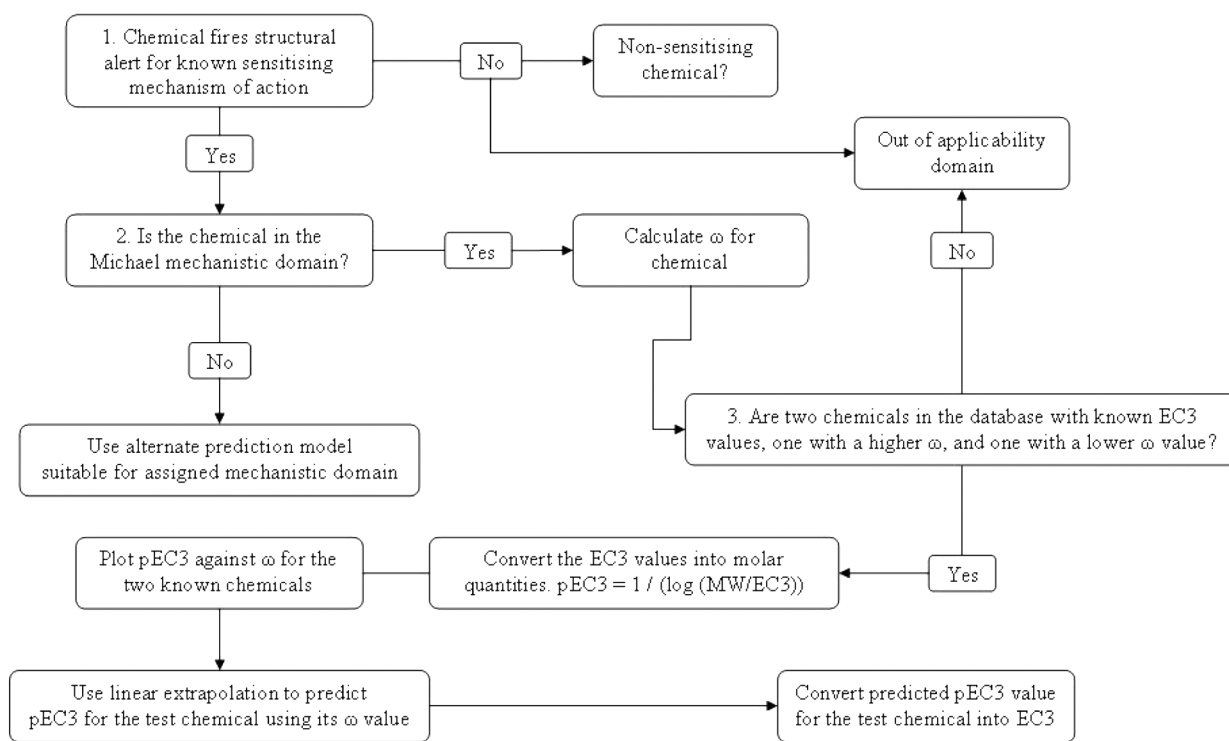 1. Chemical fires structural
alert for known sensitising
mechanism of action
No
Non-sensitising
chemical?
Out of applicability
domain
Yes
2. Is the chemical in the
Michael mechanistic domain?
Yes
Calculate ω for
chemical
No
No
3. Are two chemicals in the database with known EC3
values, one with a higher ω, and one with a lower ω value?
Use alternate prediction model
suitable for assigned mechanistic domain
Yes
Convert the EC3 values into molar
quantities. pEC3 = 1 / (log (MW/EC3))
Plot pEC3 against ω for the
two known chemicals
Use linear extrapolation to predict
pEC3 for the test chemical using its ω value
Convert predicted pEC3 value
for the test chemical into EC3